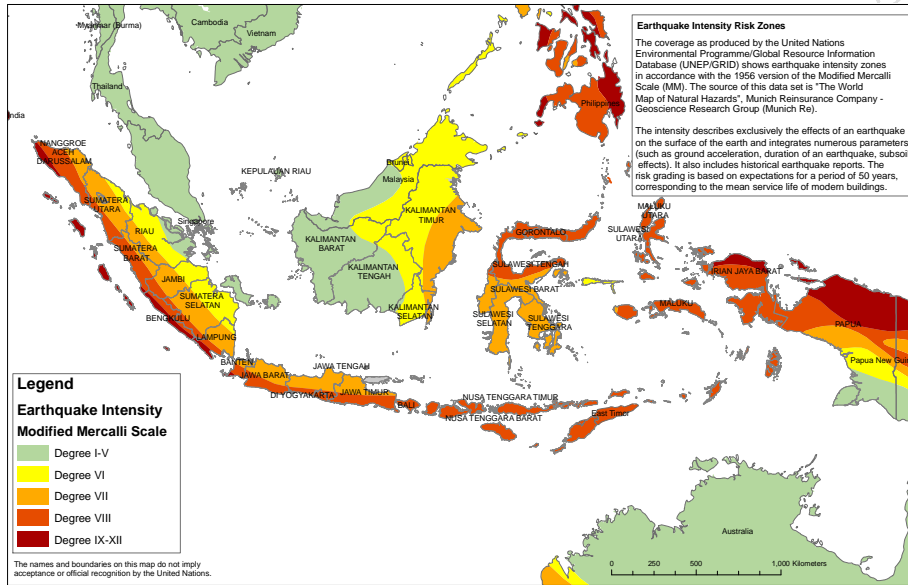 Myanmar (Burma)
Cambodia
Vietnam
Thailand
India
Philippines
Earthquake Intensity Risk Zones
The coverage as produced by the United Nations
Environmental Programme/Global Resource Information
Database (UNEP/GRID) shows earthquake intensity zones
in accordance with the 1956 version of the Modified Mercalli
Scale (MM). The source of this data set is "The World
Map of Natural Hazards", Munich Reinsurance Company -
Geoscience Research Group (Munich Re).
The intensity describes exclusively the effects of an earthquake
on the surface of the earth and integrates numerous parameters
(such as ground acceleration, duration of an earthquake, subsoil
effects). It also includes historical earthquake reports. The
risk grading is based on expectations for a period of 50 years,
corresponding to the mean service life of modern buildings.
NANGGROE
ACEH
DARUSSALAM
SUMATERA
UTARA
KEPULAUAN RIAU
Brunei
Malaysia
Singapore
RIAU
SUMATERA
BARAT
JAMBI
SUMATERA
SELATAN
BENGKULU
LAMPUNG
KALIMANTAN
BARAT
KALIMANTAN
TIMUR
KALIMANTAN
TENGAH
KALIMANTAN
SELATAN
GORONTALO
SULAWESI
UTARA
MALUKU
UTARA
SULAWESI TENGAH
SULAWESI BARAT
SULAWESI
SELATAN
SULAWESI
TENGGARA
MALUKU
IRIAN JAYA BARAT
PAPUA
Papua New Guin
BANTEN
JAWA BARAT
JAWA TENGAH
DI YOGYAKARTA
JAWA TIMUR
BALI
NUSA TENGGARA TIMUR
NUSA TENGGARA BARAT
East Timor
Australia
Legend
Earthquake Intensity
Modified Mercalli Scale
Degree I-V
Degree VI
Degree VII
Degree VIII
Degree IX-XII
The names and boundaries on this map do not imply
acceptance or official recognition by the United Nations.
0 250 500 1,000 Kilometers